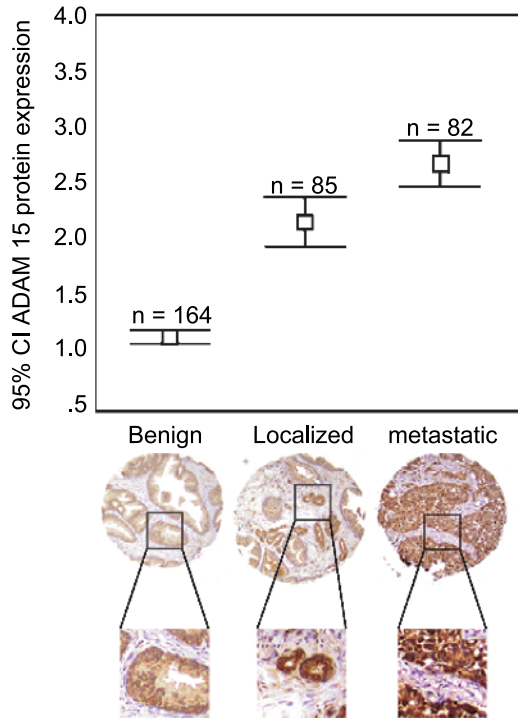 95% CI ADAM 15 protein expression
4.0
3.5
3.0
2.5
2.0
1.5
1.0
.5
n = 164
n = 85
n = 82
Benign
Localized
metastatic